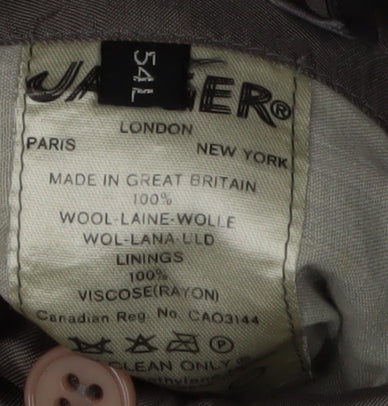 54L
JAEGER®
LONDON
PARIS NEW YORK
MADE IN GREAT BRITAIN
100%
WOOL-LAINE-WOLLE
WOL-LANA-ULD
LININGS
100%
VISCOSE(RAYON)
Canadian Reg. No. CA03144
P
CLEAN ONLY